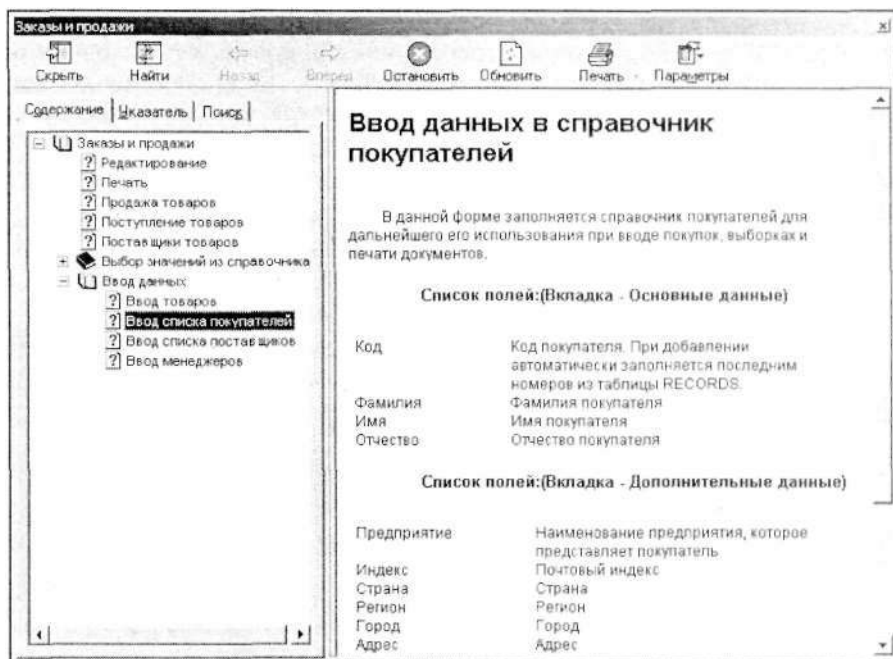 Заказы и продажи
Скрыть Найти Назад Вперед Остановить Обновить Печать Параметры
Содержание Указатель Поиск
Заказы и продажи
Редактирование
Печать
Продажа товаров
Поступление товаров
Поставщики товаров
Выбор значений из справочника
Ввод данных
Ввод товаров
Ввод списка покупателей
Ввод списка поставщиков
Ввод менеджеров
Ввод данных в справочник
покупателей
В данной форме заполняется справочник покупателей для
дальнейшего его использования при вводе покупок, выборках и
печати документов.
Список полей:(Вкладка - Основные данные)
Код Код покупателя. При добавлении
автоматически заполняется последним
номеров из таблицы RECORDS.
Фамилия Фамилия покупателя
Имя Имя покупателя
Отчество Отчество покупателя
Список полей:(Вкладка - Дополнительные данные)
Предприятие Наименование предприятия, которое
представляет покупатель
Индекс Почтовый индекс
Страна Страна
Регион Регион
Город Город
Адрес Адрес